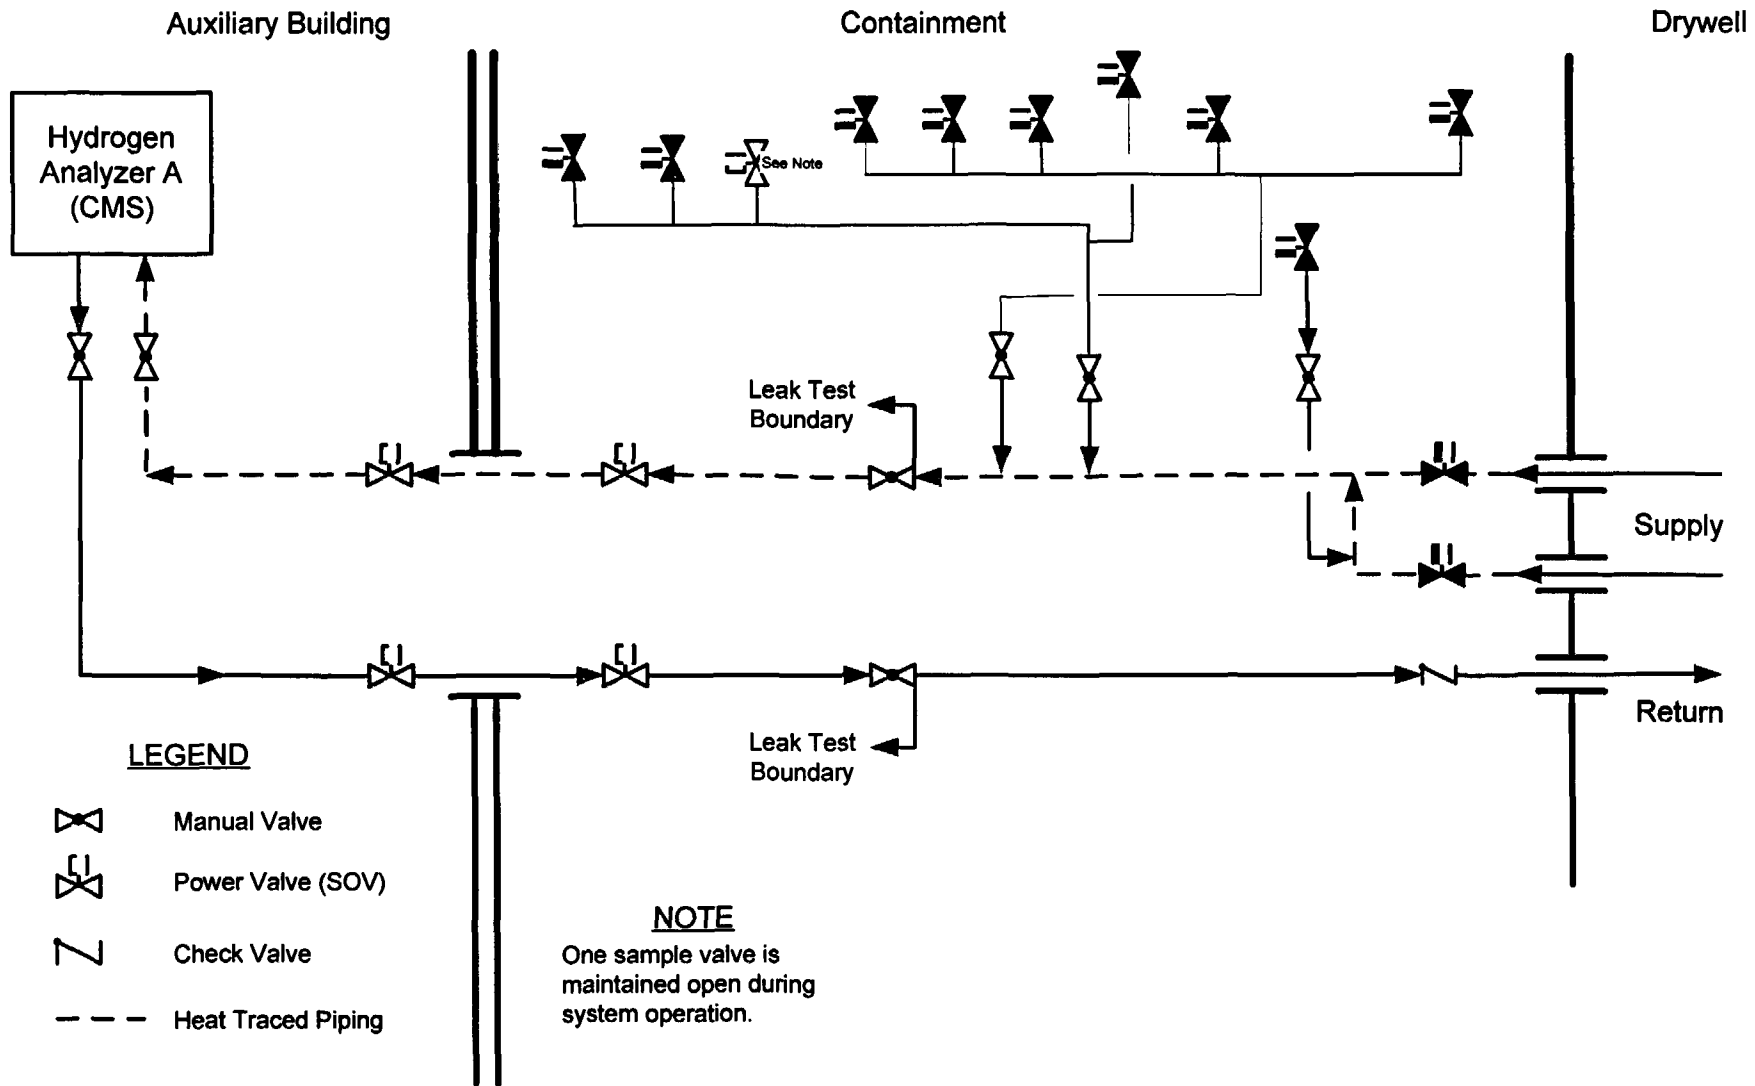 Auxiliary Building
Containment
Drywell
Hydrogen
Analyzer A
(CMS)
See Note
Leak Test
Boundary
Supply
Return
Leak Test
Boundary
LEGEND
Manual Valve
Power Valve (SOV)
Check Valve
Heat Traced Piping
NOTE
One sample valve is
maintained open during
system operation.